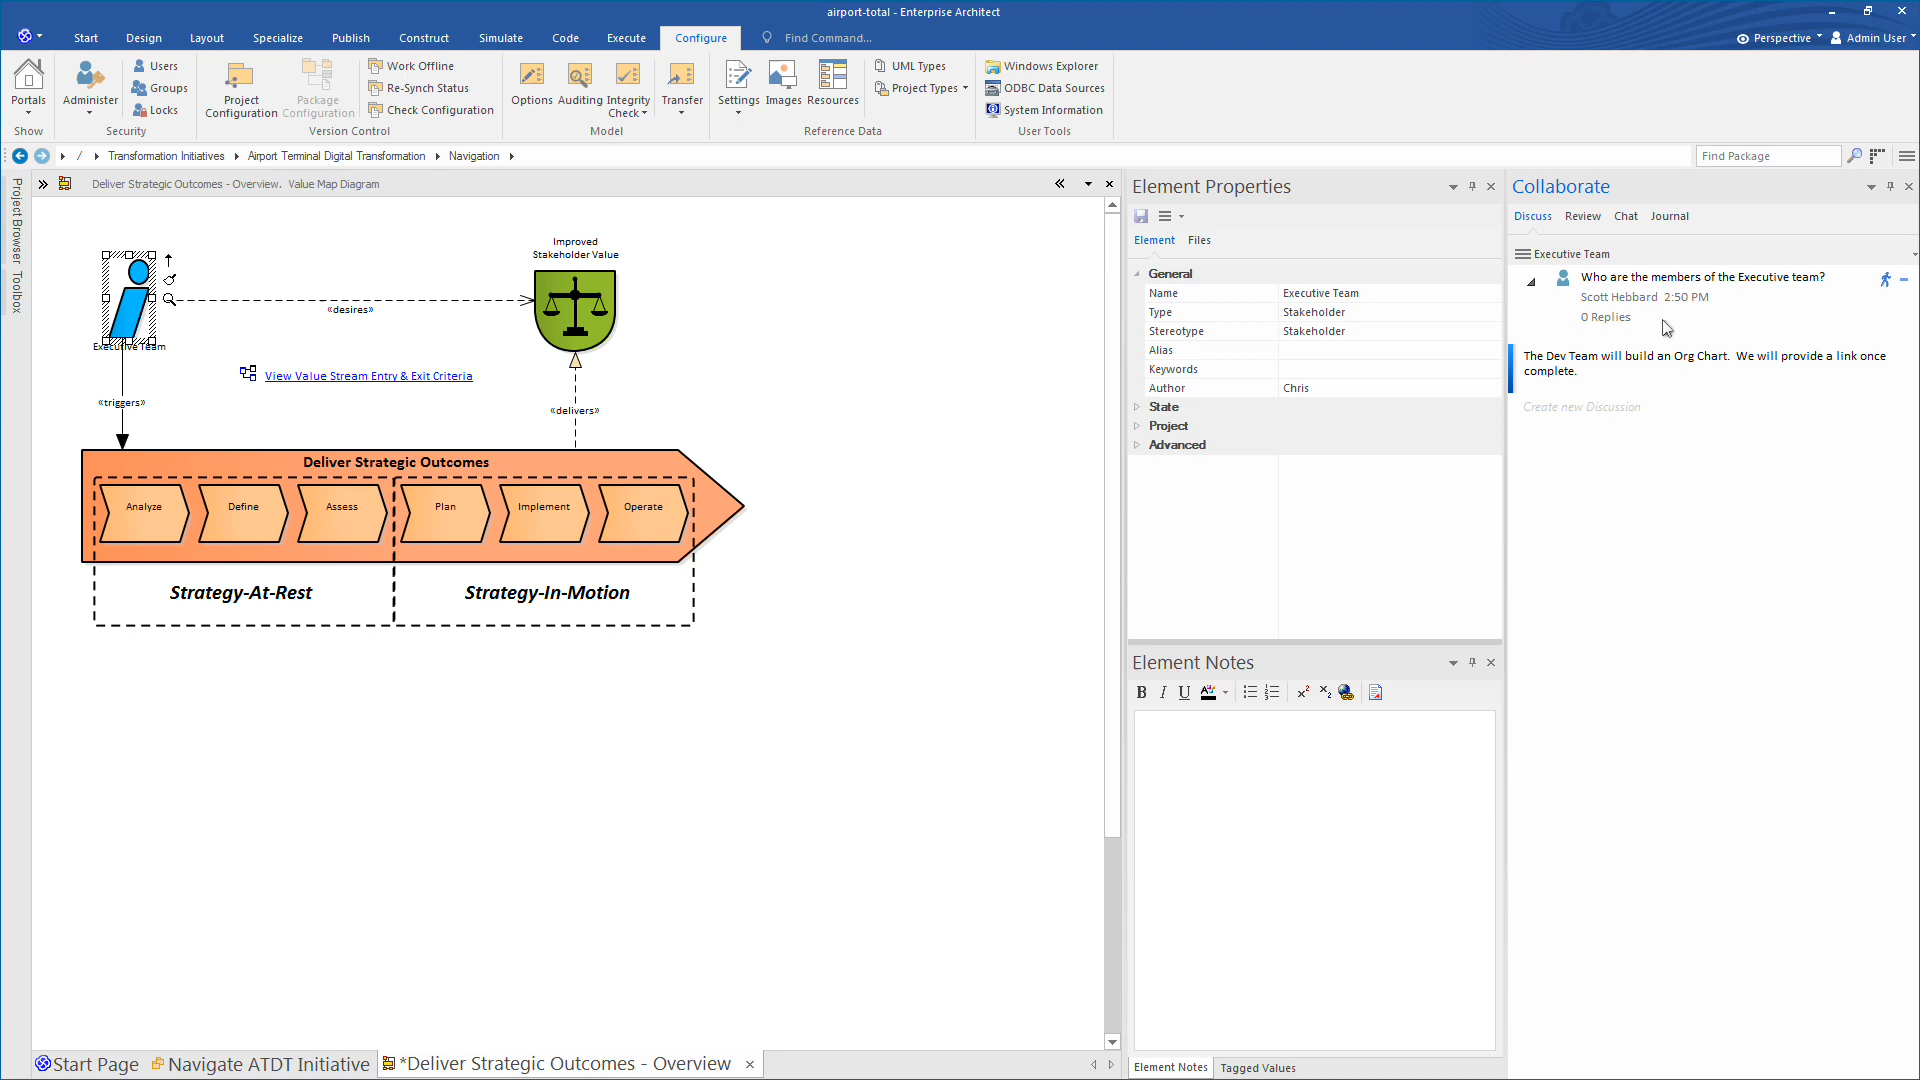 airport-total - Enterprise Architect
Start
Design
Layout
Specialize
Publish
Construct
Simulate
Code
Execute
Configure
Find Command...
Perspective
Admin User
Portals
Show
Administer
Users
Groups
Locks
Security
Project Configuration
Package Configuration
Work Offline
Re-Synch Status
Check Configuration
Version Control
Options
Auditing
Integrity Check
Transfer
Model
Settings
Images
Resources
UML Types
Project Types
Reference Data
Windows Explorer
ODBC Data Sources
System Information
User Tools
/
Transformation Initiatives
Airport Terminal Digital Transformation
Navigation
Find Package
Project Browser
Toolbox
Deliver Strategic Outcomes - Overview. Value Map Diagram
Improved
Stakeholder Value
«desires»
Executive Team
View Value Stream Entry & Exit Criteria
«triggers»
«delivers»
Deliver Strategic Outcomes
Analyze
Define
Assess
Plan
Implement
Operate
Strategy-At-Rest
Strategy-In-Motion
Start Page
Navigate ATDT Initiative
*Deliver Strategic Outcomes - Overview
Element Properties
Element
Files
General
Name
Executive Team
Type
Stakeholder
Stereotype
Stakeholder
Alias
Keywords
Author
Chris
State
Project
Advanced
Element Notes
B I U
Element Notes
Tagged Values
Collaborate
Discuss
Review
Chat
Journal
Executive Team
Who are the members of the Executive team?
Scott Hebbard 2:50 PM
0 Replies
The Dev Team will build an Org Chart. We will provide a link once
complete.
Create new Discussion